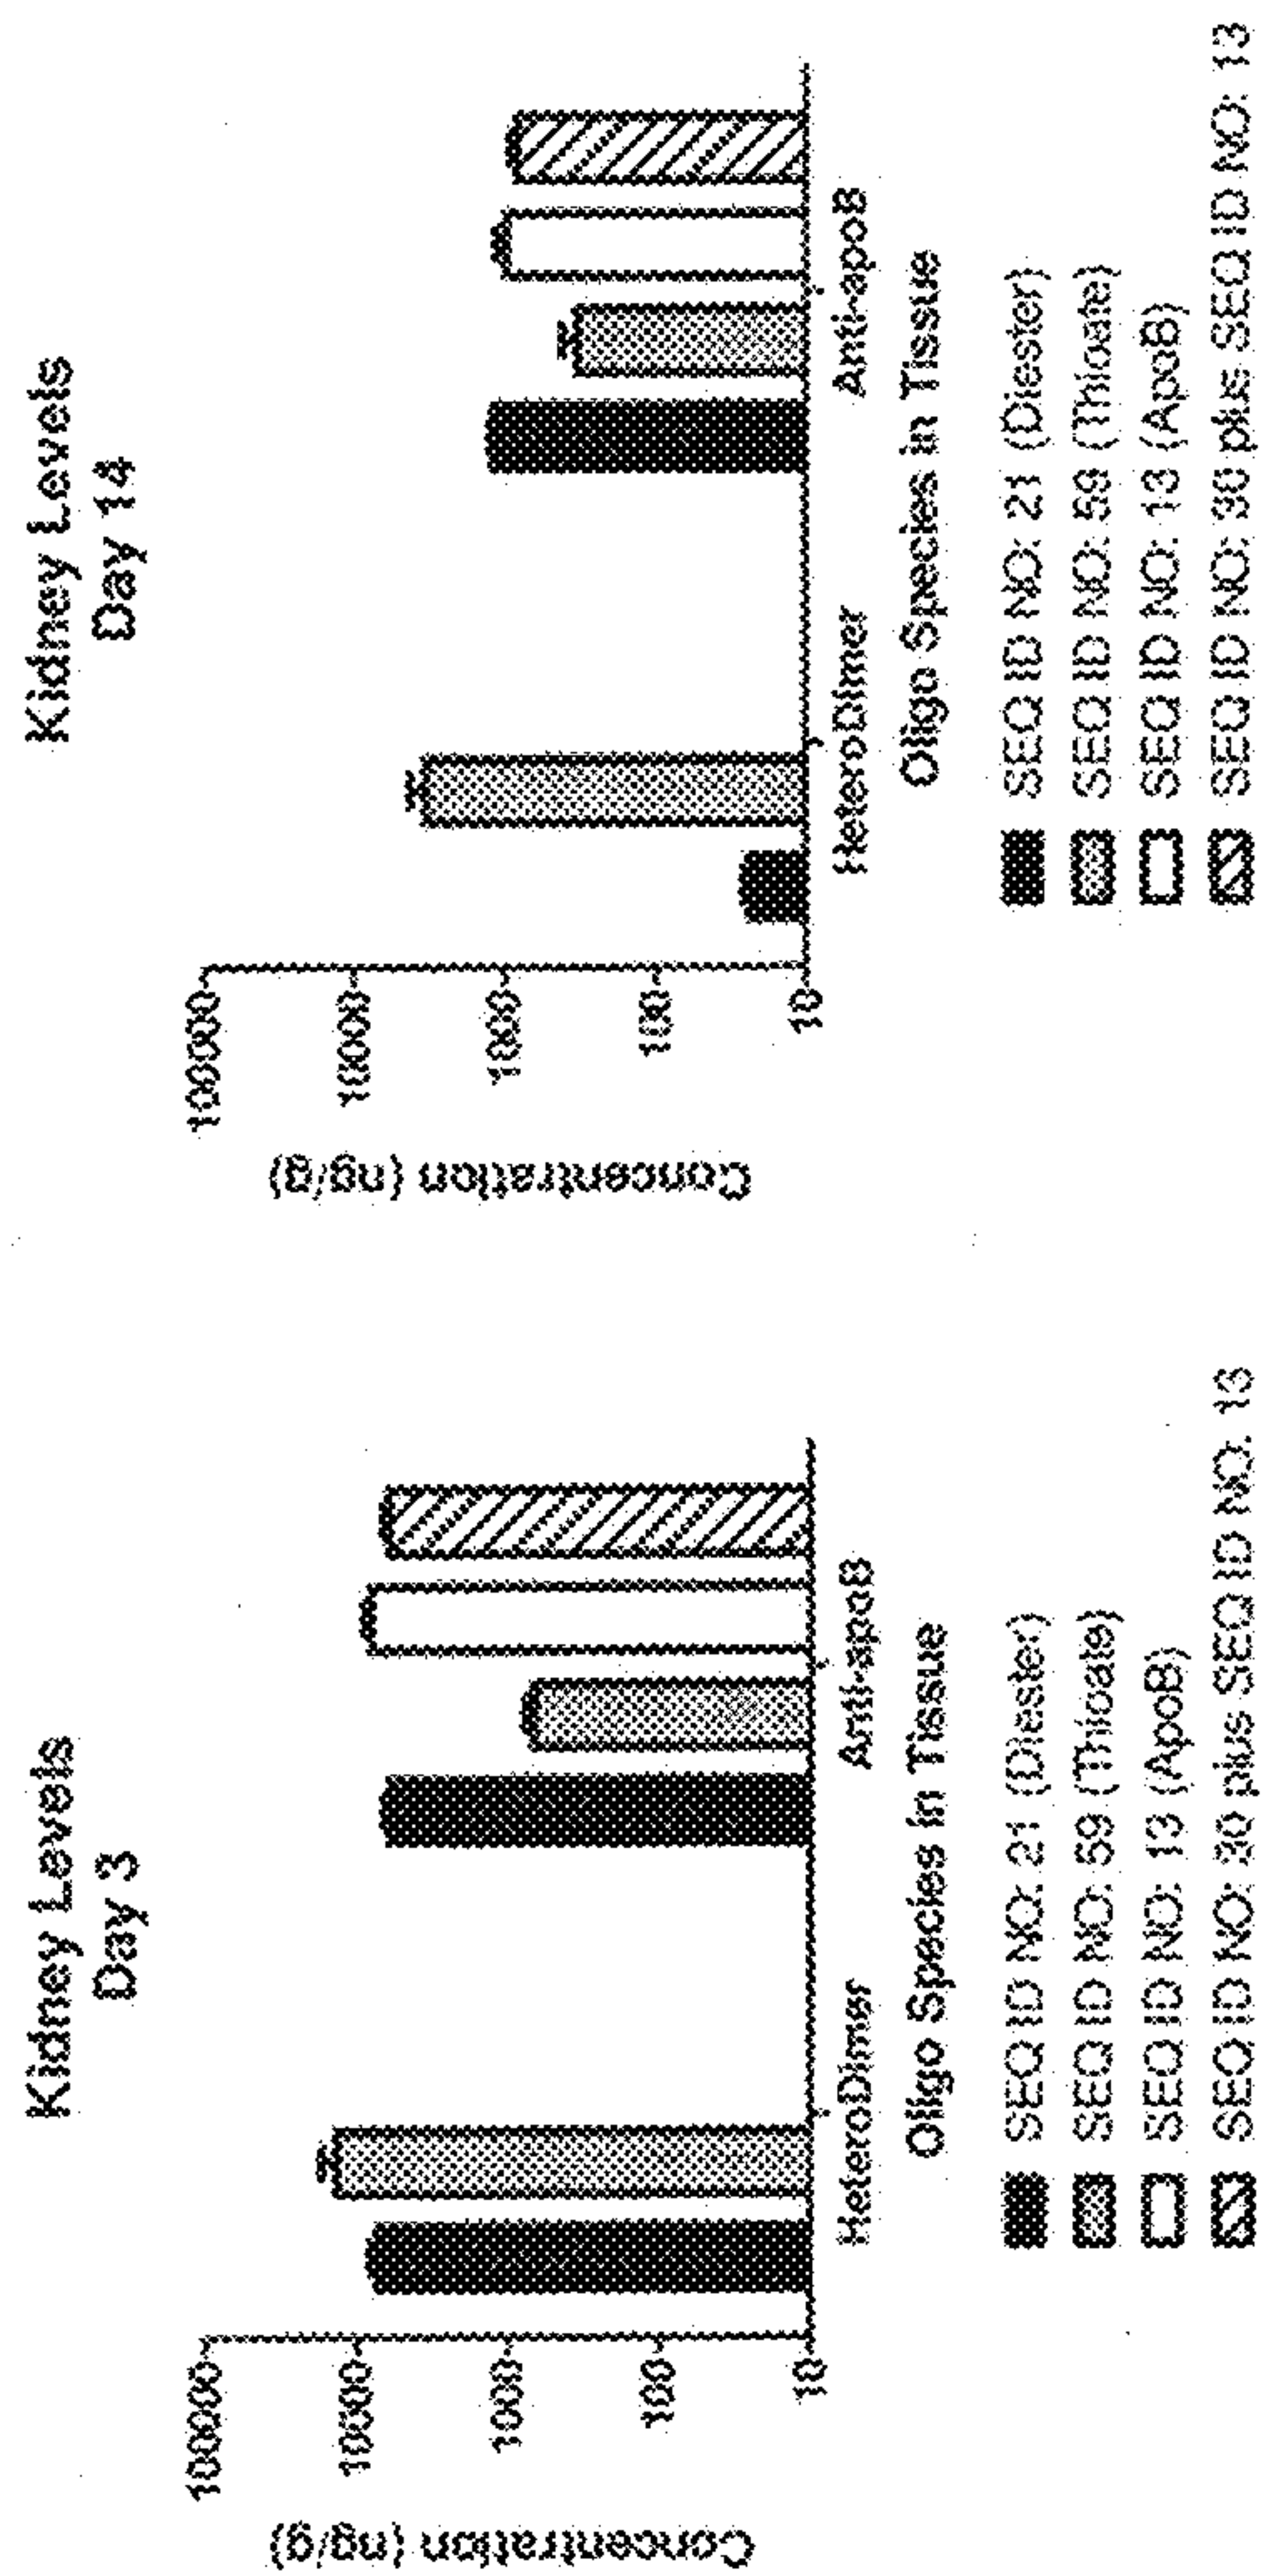 Kidney Levels
Day 3
Concentration (ng/g)
100000
10000
1000
100
10
HeteroDimer
Anti-apoB
Oligo Species in Tissue
SEQ ID NO: 21 (Diester)
SEQ ID NO: 59 (Thioate)
SEQ ID NO: 13 (ApoB)
SEQ ID NO: 30 plus SEQ ID NO: 13
Kidney Levels
Day 14
Concentration (ng/g)
100000
10000
1000
100
10
HeteroDimer
Anti-apoB
Oligo Species in Tissue
SEQ ID NO: 21 (Diester)
SEQ ID NO: 59 (Thioate)
SEQ ID NO: 13 (ApoB)
SEQ ID NO: 30 plus SEQ ID NO: 13